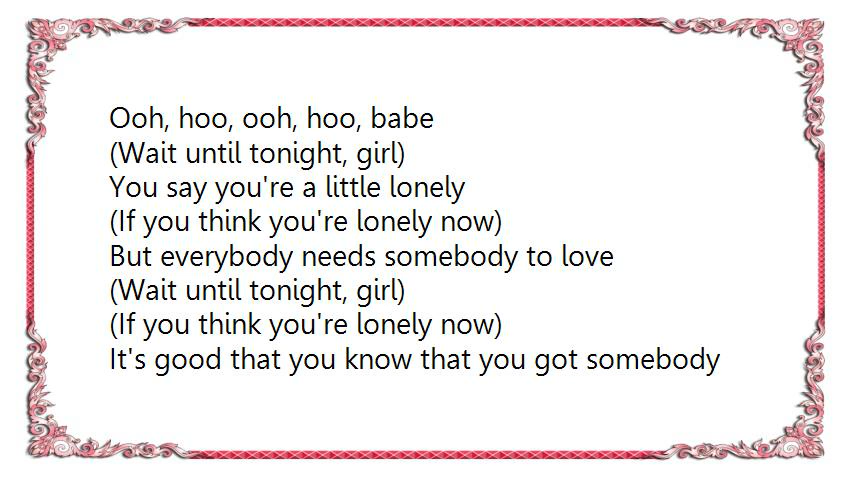 Ooh, hoo, ooh, hoo, babe
(Wait until tonight, girl)
You say you're a little lonely
(If you think you're lonely now)
But everybody needs somebody to love
(Wait until tonight, girl)
(If you think you're lonely now)
It's good that you know that you got somebody